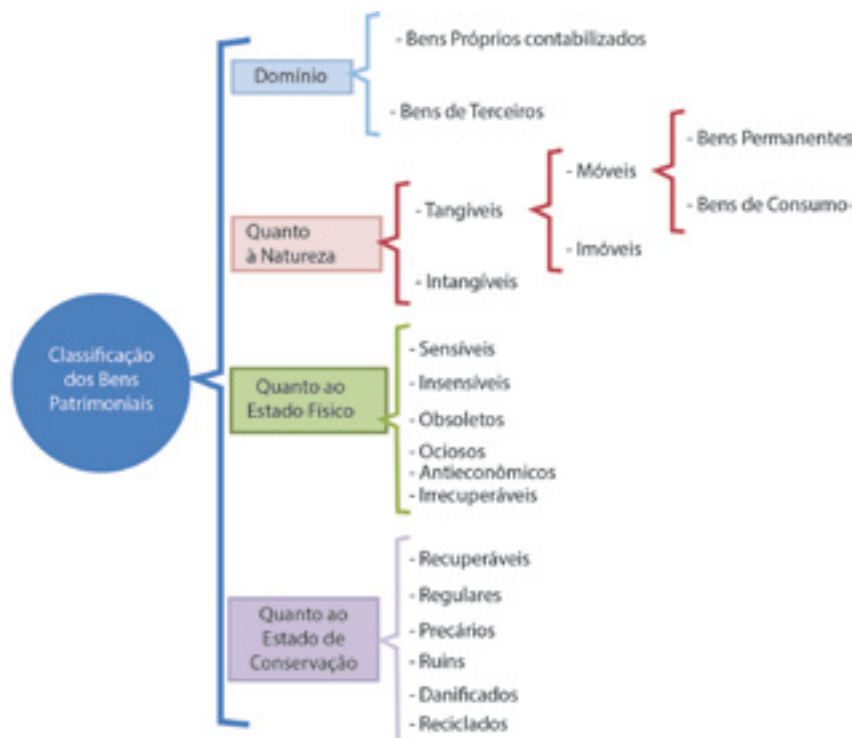 Classificação
dos Bens
Patrimoniais
Domínio
- Bens Próprios contabilizados
- Bens de Terceiros
Quanto
à Natureza
- Tangíveis
- Móveis
- Bens Permanentes
- Bens de Consumo
- Imóveis
- Intangíveis
Quanto ao
Estado Físico
- Sensíveis
- Insensíveis
- Obsoletos
- Ociosos
- Antieconômicos
- Irrecuperáveis
Quanto ao
Estado de
Conservação
- Recuperáveis
- Regulares
- Precários
- Ruins
- Danificados
- Reciclados